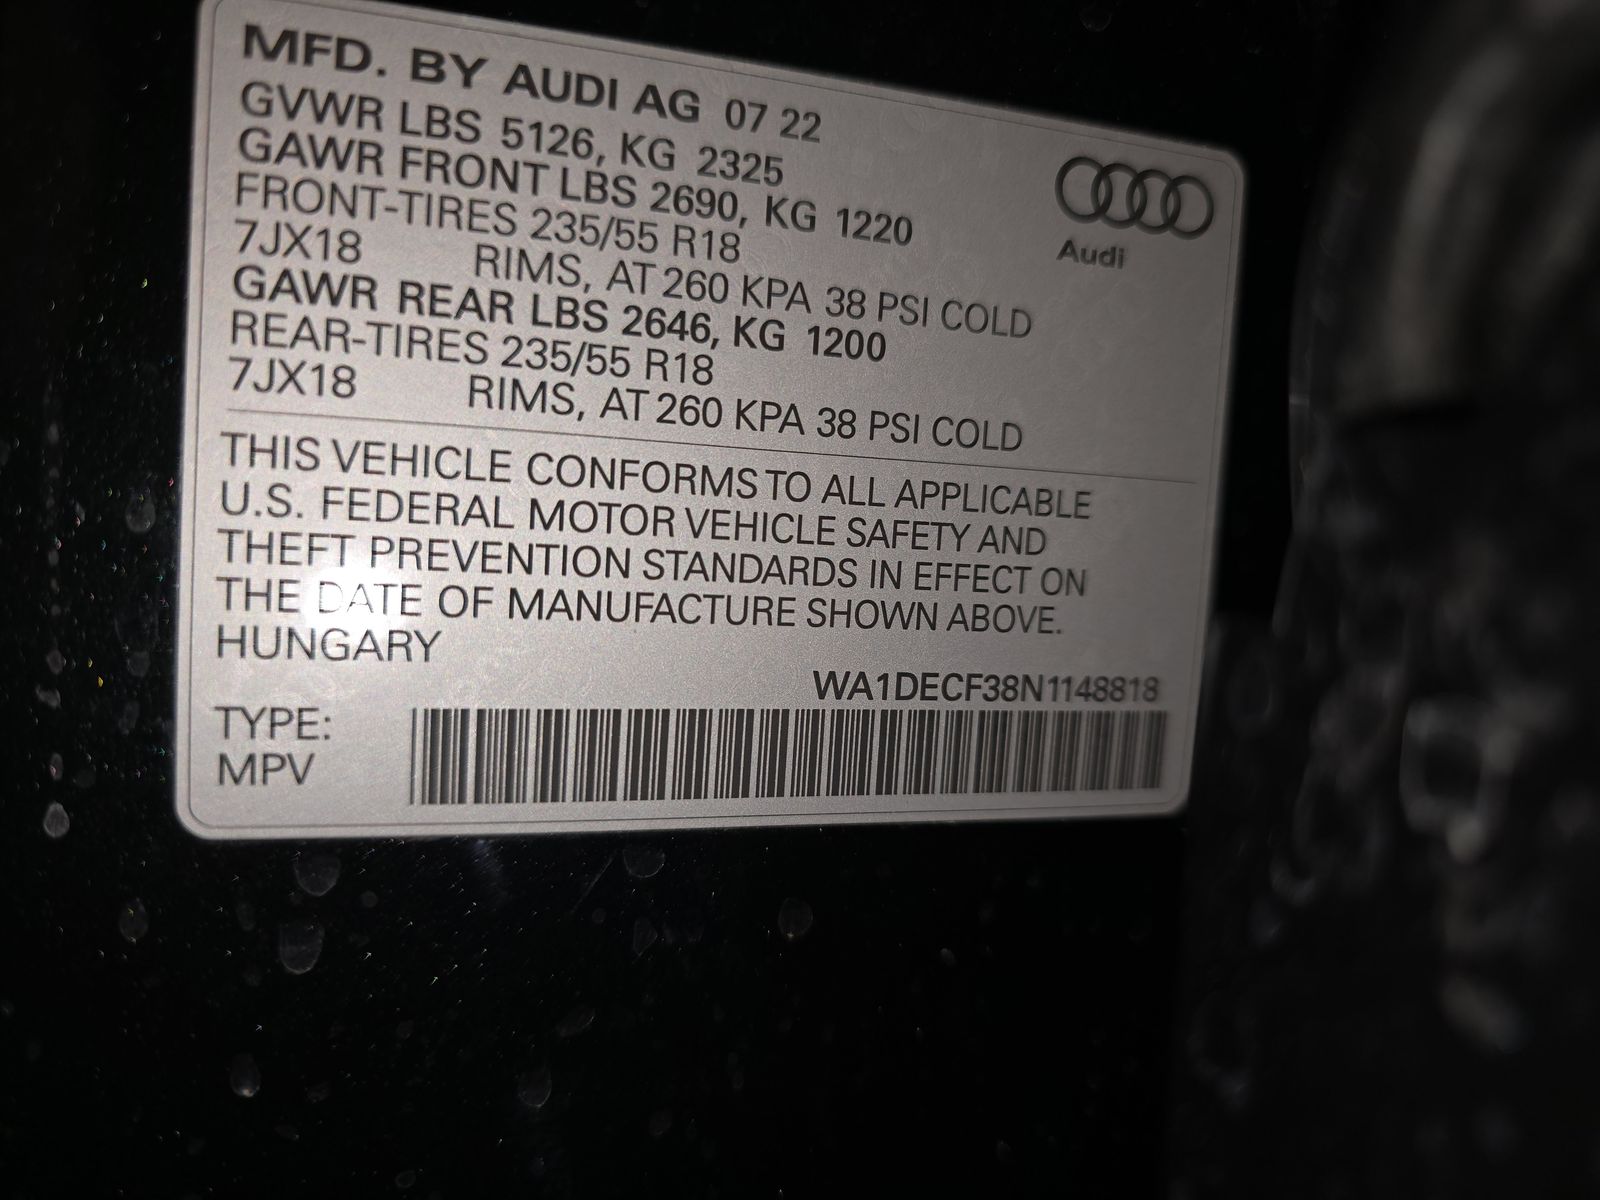 MFD. BY AUDI AG 07 22
GVWR LBS 5126, KG 2325
GAWR FRONT LBS 2690, KG 1220
FRONT-TIRES 235/55 R18
7JX18 RIMS, AT 260 KPA 38 PSI COLD
GAWR REAR LBS 2646, KG 1200
REAR-TIRES 235/55 R18
7JX18 RIMS, AT 260 KPA 38 PSI COLD
Audi
THIS VEHICLE CONFORMS TO ALL APPLICABLE
U.S. FEDERAL MOTOR VEHICLE SAFETY AND
THEFT PREVENTION STANDARDS IN EFFECT ON
THE DATE OF MANUFACTURE SHOWN ABOVE.
HUNGARY
WA1DECF38N1148818
TYPE:
MPV